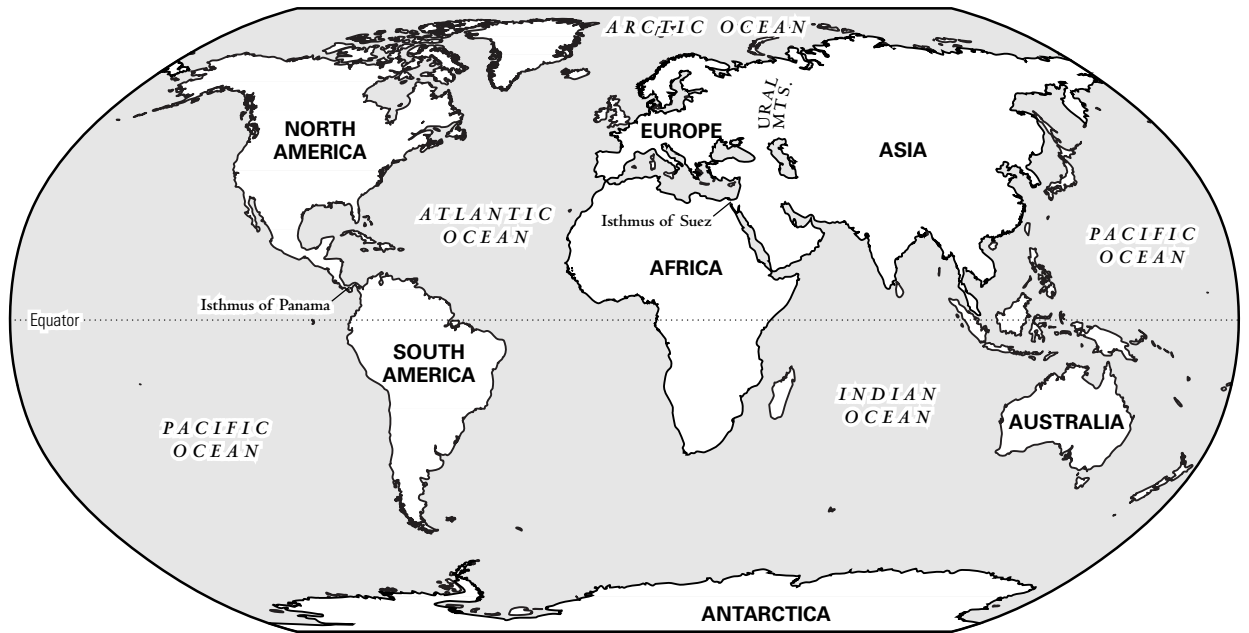 ARCTIC OCEAN
URAL
MTS.
NORTH
AMERICA
EUROPE
ASIA
ATLANTIC
OCEAN
Isthmus of Suez
PACIFIC
OCEAN
AFRICA
Isthmus of Panama
Equator
SOUTH
AMERICA
INDIAN
OCEAN
AUSTRALIA
PACIFIC
OCEAN
ANTARCTICA